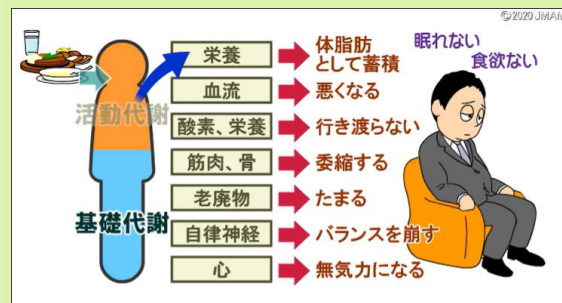 ©2020 JMAM
栄養
体脂肪
として蓄積
眠れない
食欲ない
血流
悪くなる
活動代謝
酸素、栄養
行き渡らない
筋肉、骨
委縮する
老廃物
たまる
基礎代謝
自律神経
バランスを崩す
心
無気力になる